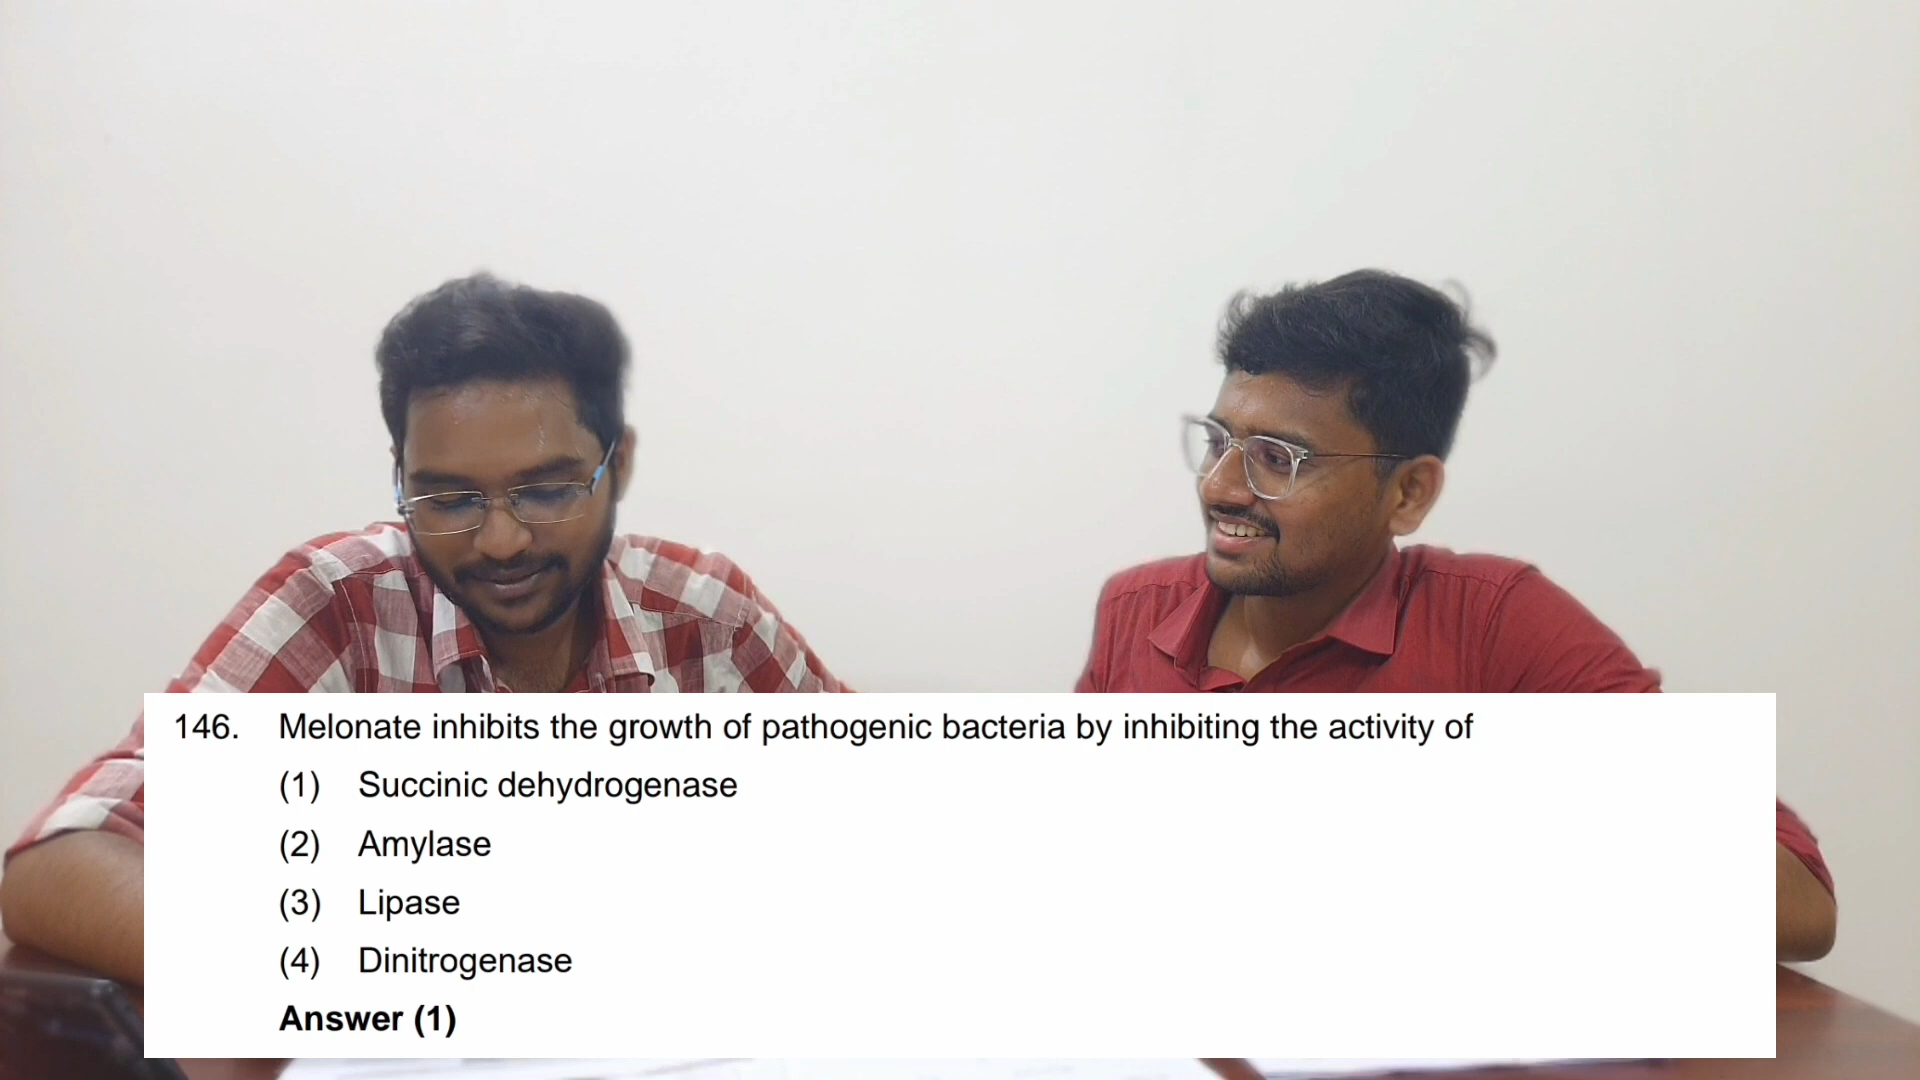 146. Melonate inhibits the growth of pathogenic bacteria by inhibiting the activity of
(1) Succinic dehydrogenase
(2) Amylase
(3) Lipase
(4) Dinitrogenase
Answer (1)